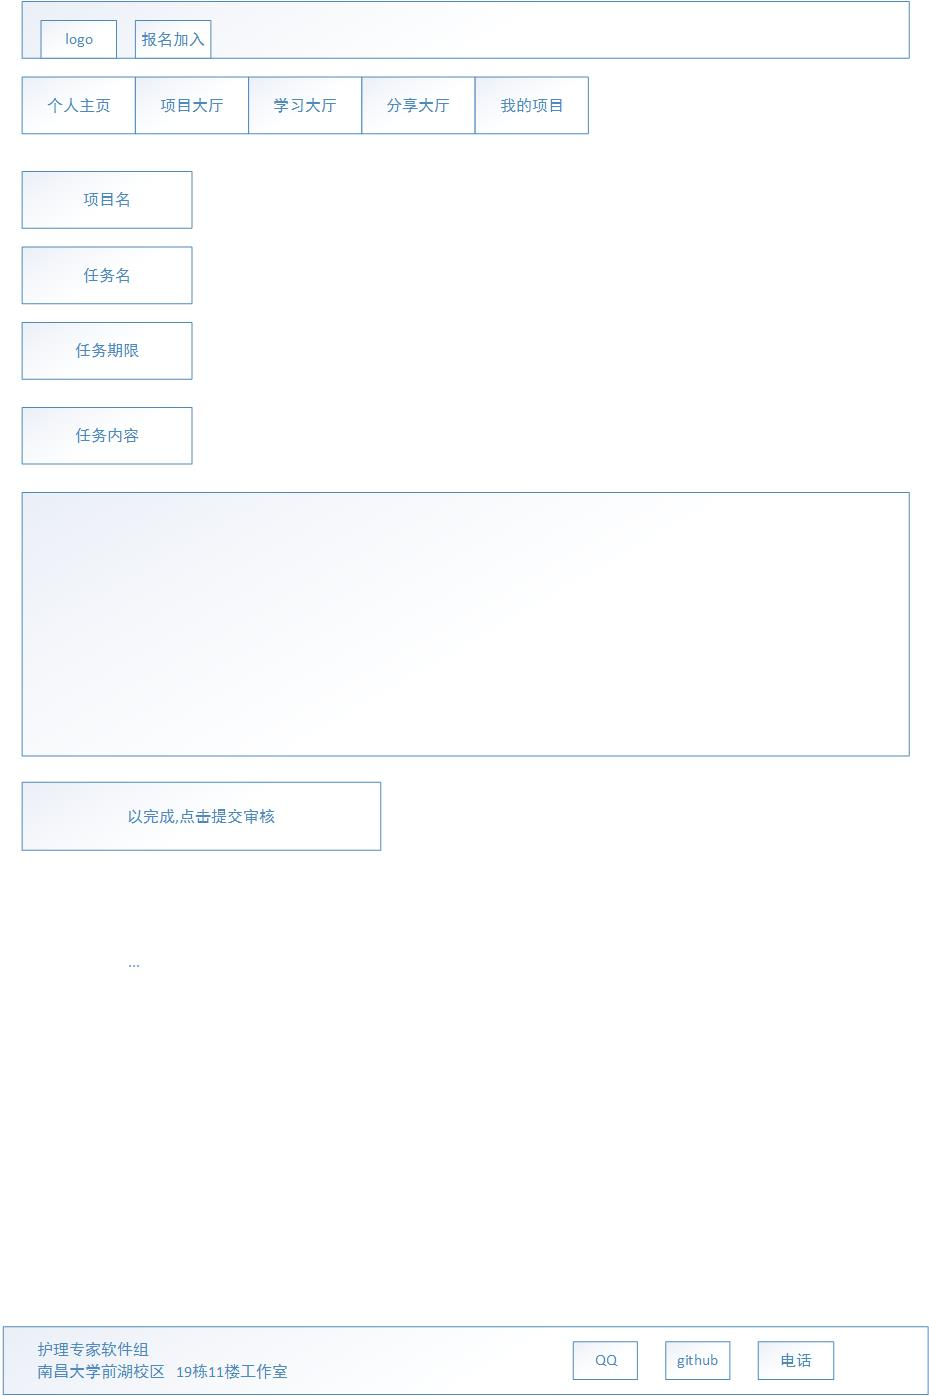 logo 报名加入
个人主页 项目大厅 学习大厅 分享大厅 我的项目
项目名
任务名
任务期限
任务内容
以完成,点击提交审核
...
护理专家软件组
南昌大学前湖校区 19栋11楼工作室
QQ github 电话